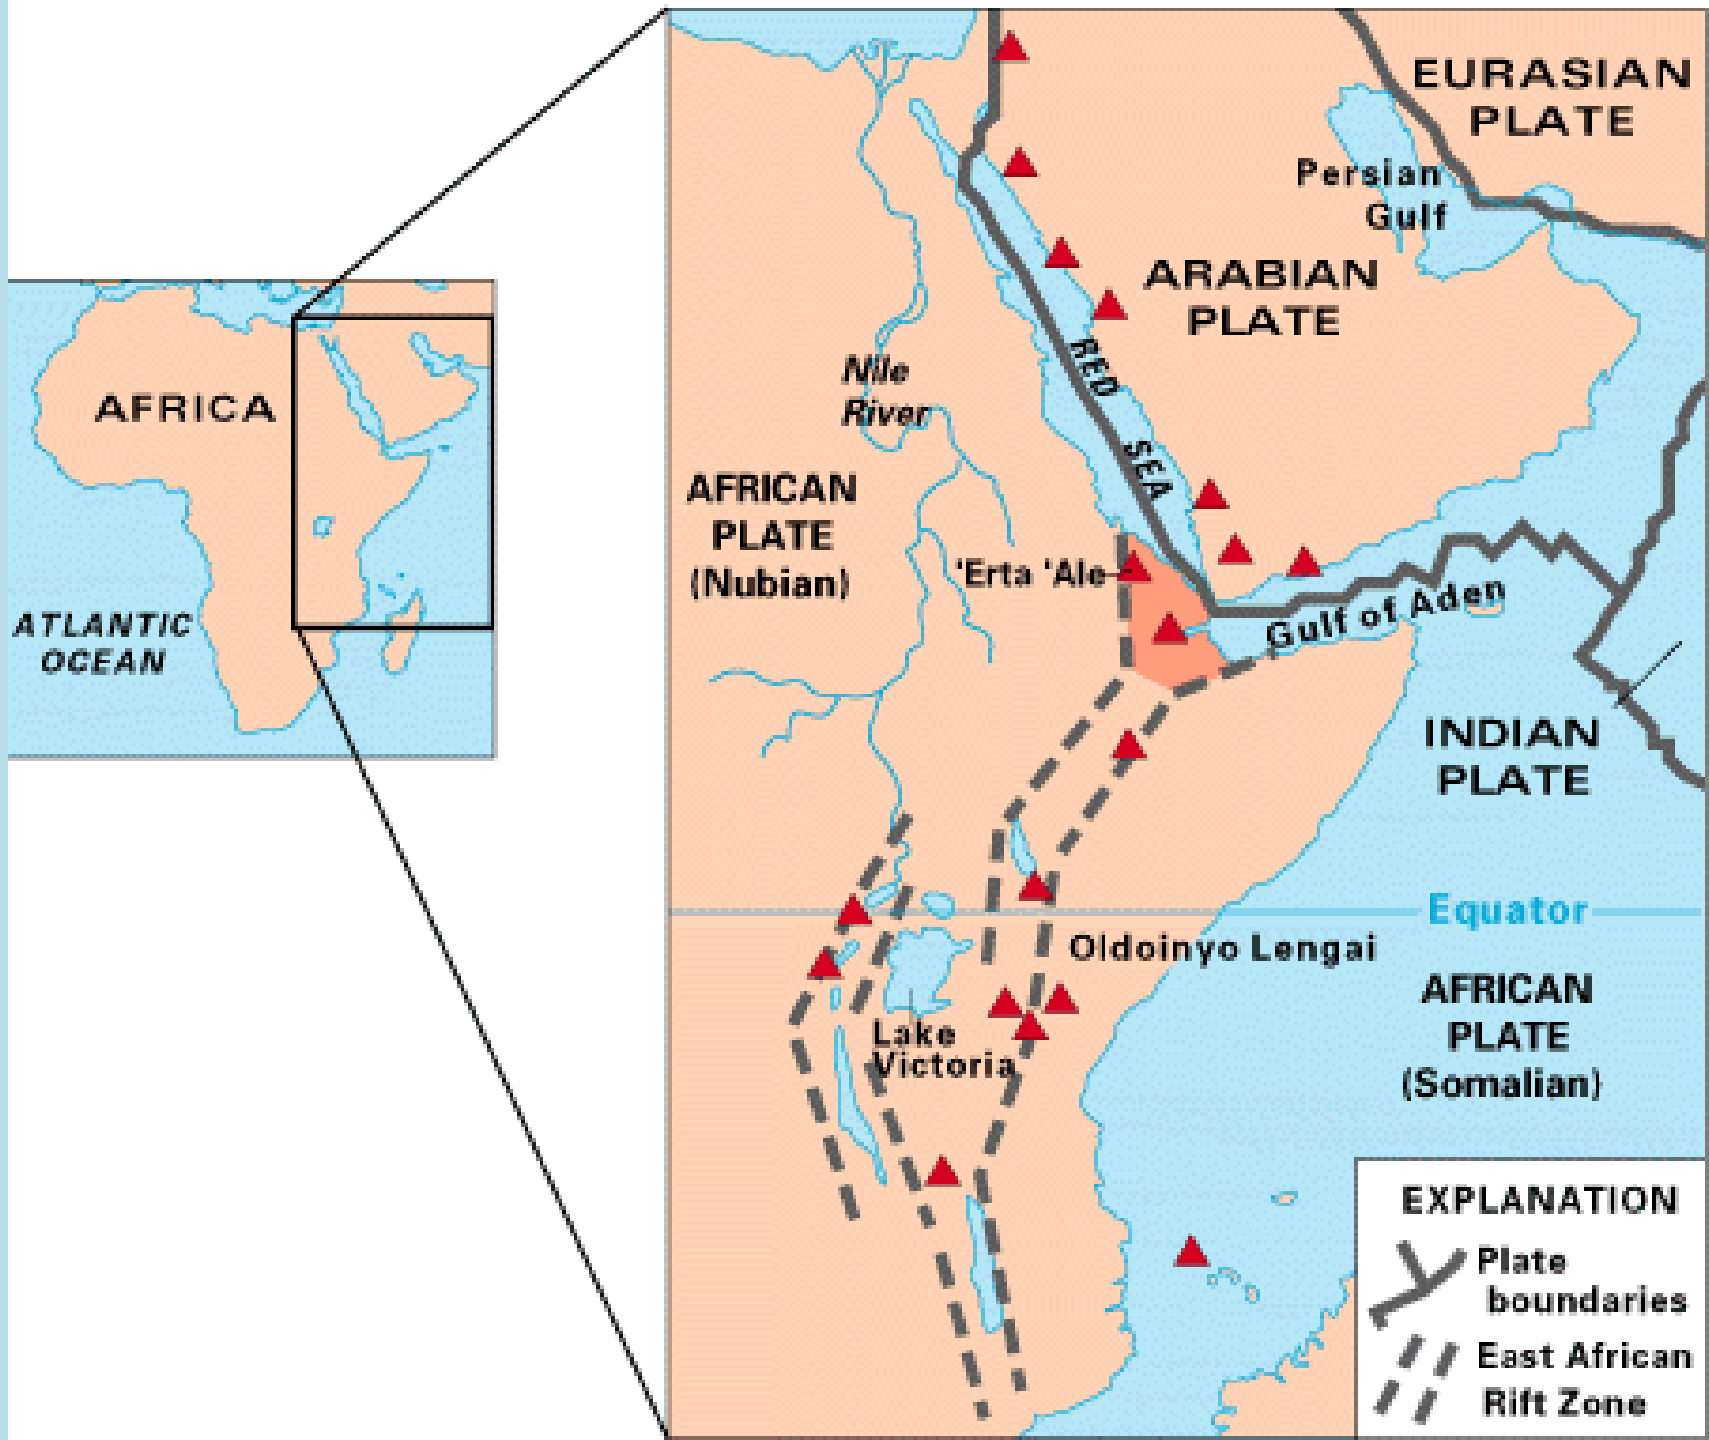 AFRICA
ATLANTIC
OCEAN
EURASIAN
PLATE
Persian
Gulf
ARABIAN
PLATE
RED
SEA
Nile
River
AFRICAN
PLATE
(Nubian)
'Erta 'Ale
Gulf of Aden
INDIAN
PLATE
Equator
Oldoinyo Lengai
AFRICAN
PLATE
(Somalian)
Lake
Victoria
EXPLANATION
Plate
boundaries
East African
Rift Zone